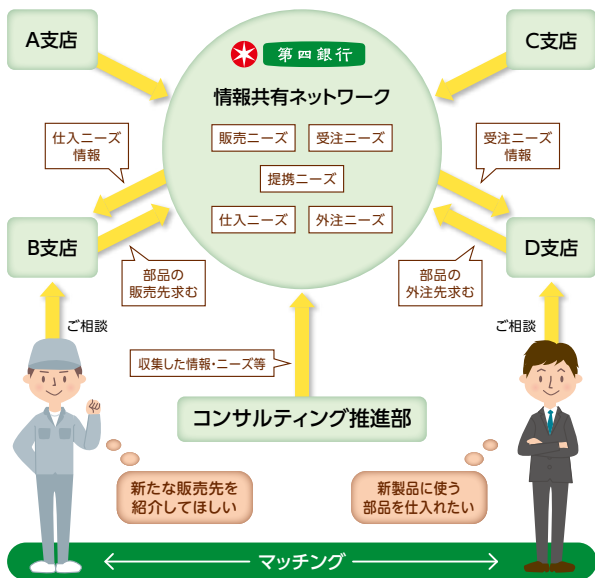 A支店
C支店
第四銀行
情報共有ネットワーク
販売ニーズ
受注ニーズ
提携ニーズ
仕入ニーズ
外注ニーズ
仕入ニーズ
情報
受注ニーズ
情報
B支店
D支店
部品の
販売先求む
部品の
外注先求む
ご相談
ご相談
収集した情報・ニーズ等
コンサルティング推進部
新たな販売先を
紹介してほしい
新製品に使う
部品を仕入れたい
マッチング